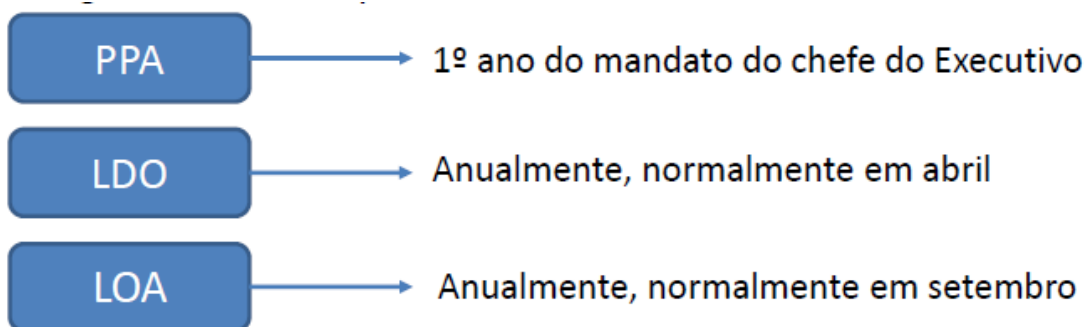 PPA
1º ano do mandato do chefe do Executivo
LDO
Anualmente, normalmente em abril
LOA
Anualmente, normalmente em setembro